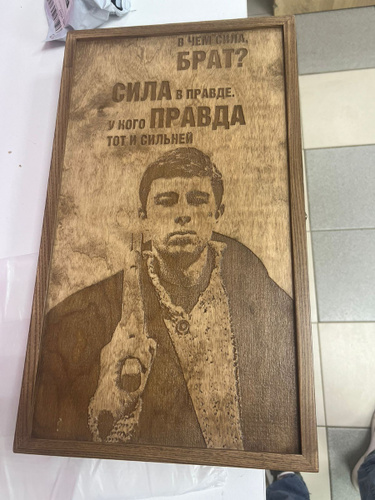 В ЧЕМ СИЛА,
БРАТ?
СИЛА В ПРАВДЕ.
У КОГО ПРАВДА
ТОТ И СИЛЬНЕЙ